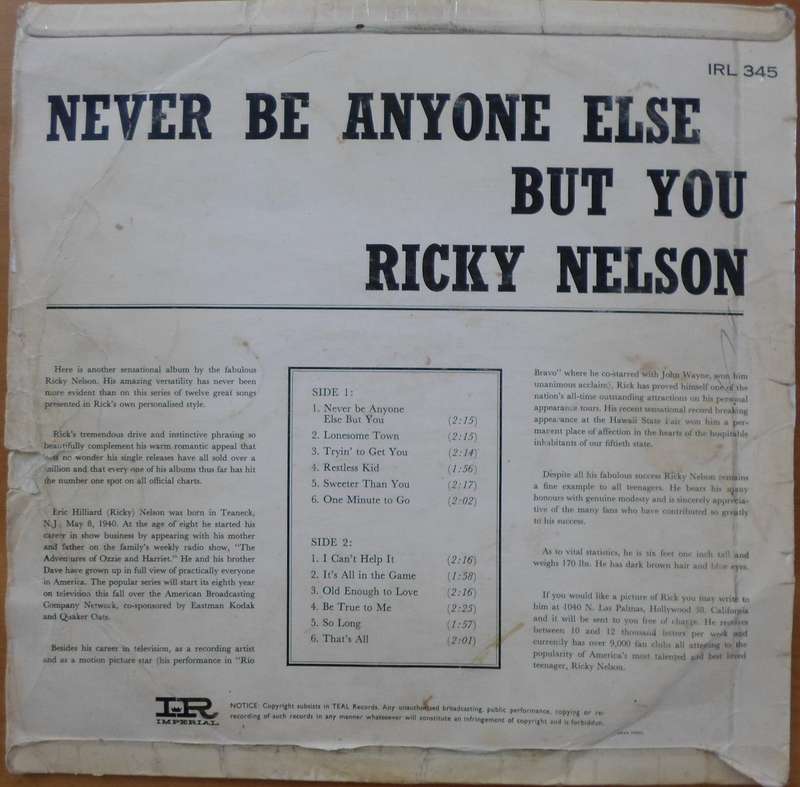 IRL 345
NEVER BE ANYONE ELSE
BUT YOU
RICKY NELSON
Here is another sensational album by the fabulous
Ricky Nelson. His amazing versatility has never been
more evident than on this series of twelve great songs
presented in Rick's own personalised style.
Rick's tremendous drive and instinctive phrasing so
beautifully complement his warm romantic appeal that
no wonder his single releases have all sold over a
million and that every one of his albums thus far has hit
the number one spot on all official charts.
Eric Hilliard (Ricky) Nelson was born in Teaneck,
N.J. May 8, 1940. At the age of eight he started his
career in show business by appearing with his mother
and father on the family's weekly radio show, "The
Adventures of Ozzie and Harriet." He and his brother
Dave have grown up in full view of practically everyone
in America. The popular series will start its eighth year
on television this fall over the American Broadcasting
Company Network, co-sponsored by Eastman Kodak
and Quaker Oats.
Besides his career in television, as a recording artist
and as a motion picture star (his performance in "Rio
SIDE 1:
1. Never be Anyone
Else But You (2:15)
2. Lonesome Town (2:15)
3. Tryin' to Get You (2:14)
4. Restless Kid (1:56)
5. Sweeter Than You (2:17)
6. One Minute to Go (2:02)
SIDE 2:
1. I Can't Help It (2:16)
2. It's All in the Game (1:58)
3. Old Enough to Love (2:16)
4. Be True to Me (2:25)
5. So Long (1:57)
6. That's All (2:01)
Bravo" where he co-starred with John Wayne, won him
unanimous acclaim), Rick has proved himself one of the
nation's all-time outstanding attractions on his personal
appearance tours. His recent sensational record breaking
appearance at the Hawaii State Fair won him a per-
manent place of affection in the hearts of the hospitable
inhabitants of our fiftieth state.
Despite all his fabulous success Ricky Nelson remains
a fine example to all teenagers. He bears his many
honours with genuine modesty and is sincerely apprecia-
tive of the many fans who have contributed so greatly
to his success.
As to vital statistics, he is six feet one inch tall and
weighs 170 lbs. He has dark brown hair and blue eyes.
If you would like a picture of Rick you may write to
him at 1040 N. Las Palmas, Hollywood 38, California
and it will be sent to you free of charge. He receives
between 10 and 12 thousand letters per week and
currently has over 9,000 fan clubs all attesting to the
popularity of America's most talented and best loved
teenager, Ricky Nelson.
IR
IMPERIAL
NOTICE: Copyright subsists in TEAL Records. Any unauthorised broadcasting, public performance, copying or re-
recording of such records in any manner whatsoever will constitute an infringement of copyright and is forbidden.